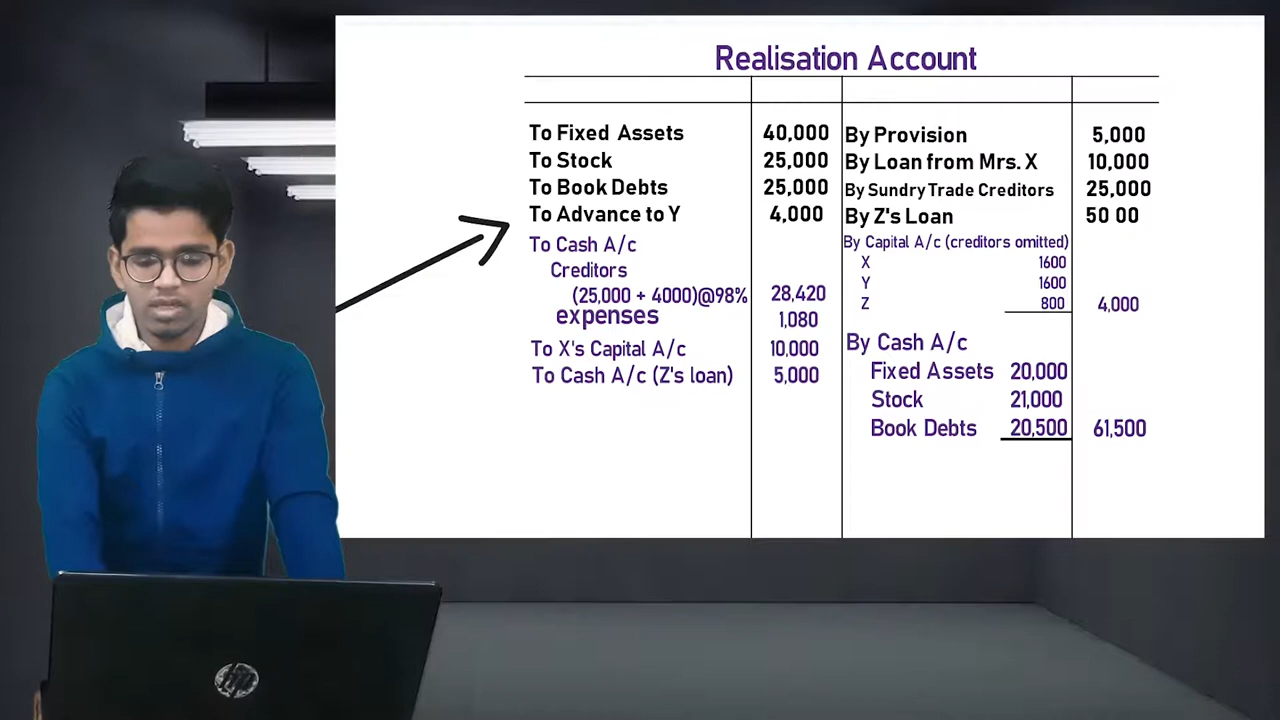 Realisation Account
To Fixed Assets 40,000 By Provision 5,000
To Stock 25,000 By Loan from Mrs. X 10,000
To Book Debts 25,000 By Sundry Trade Creditors 25,000
To Advance to Y 4,000 By Z's Loan 50 00
To Cash A/c By Capital A/c (creditors omitted)
Creditors X 1600
Y 1600
(25,000 + 4000)@98% 28,420 Z 800 4,000
expenses 1,080
To X's Capital A/c 10,000 By Cash A/c
To Cash A/c (Z's loan) 5,000 Fixed Assets 20,000
Stock 21,000
Book Debts 20,500 61,500
hp